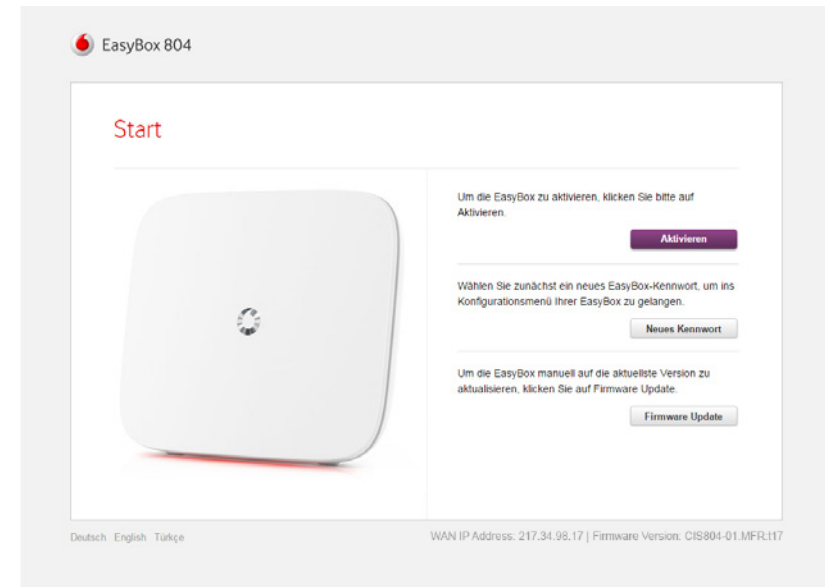 EasyBox 804
Start
Um die EasyBox zu aktivieren, klicken Sie bitte auf
Aktivieren.
Aktivieren
Wählen Sie zunächst ein neues EasyBox-Kennwort, um ins
Konfigurationsmenü Ihrer EasyBox zu gelangen.
Neues Kennwort
Um die EasyBox manuell auf die aktuellste Version zu
aktualisieren, klicken Sie auf Firmware Update.
Firmware Update
Deutsch English Türkçe
WAN IP Address: 217.34.98.17 | Firmware Version: CIS804-01.MFR.t17